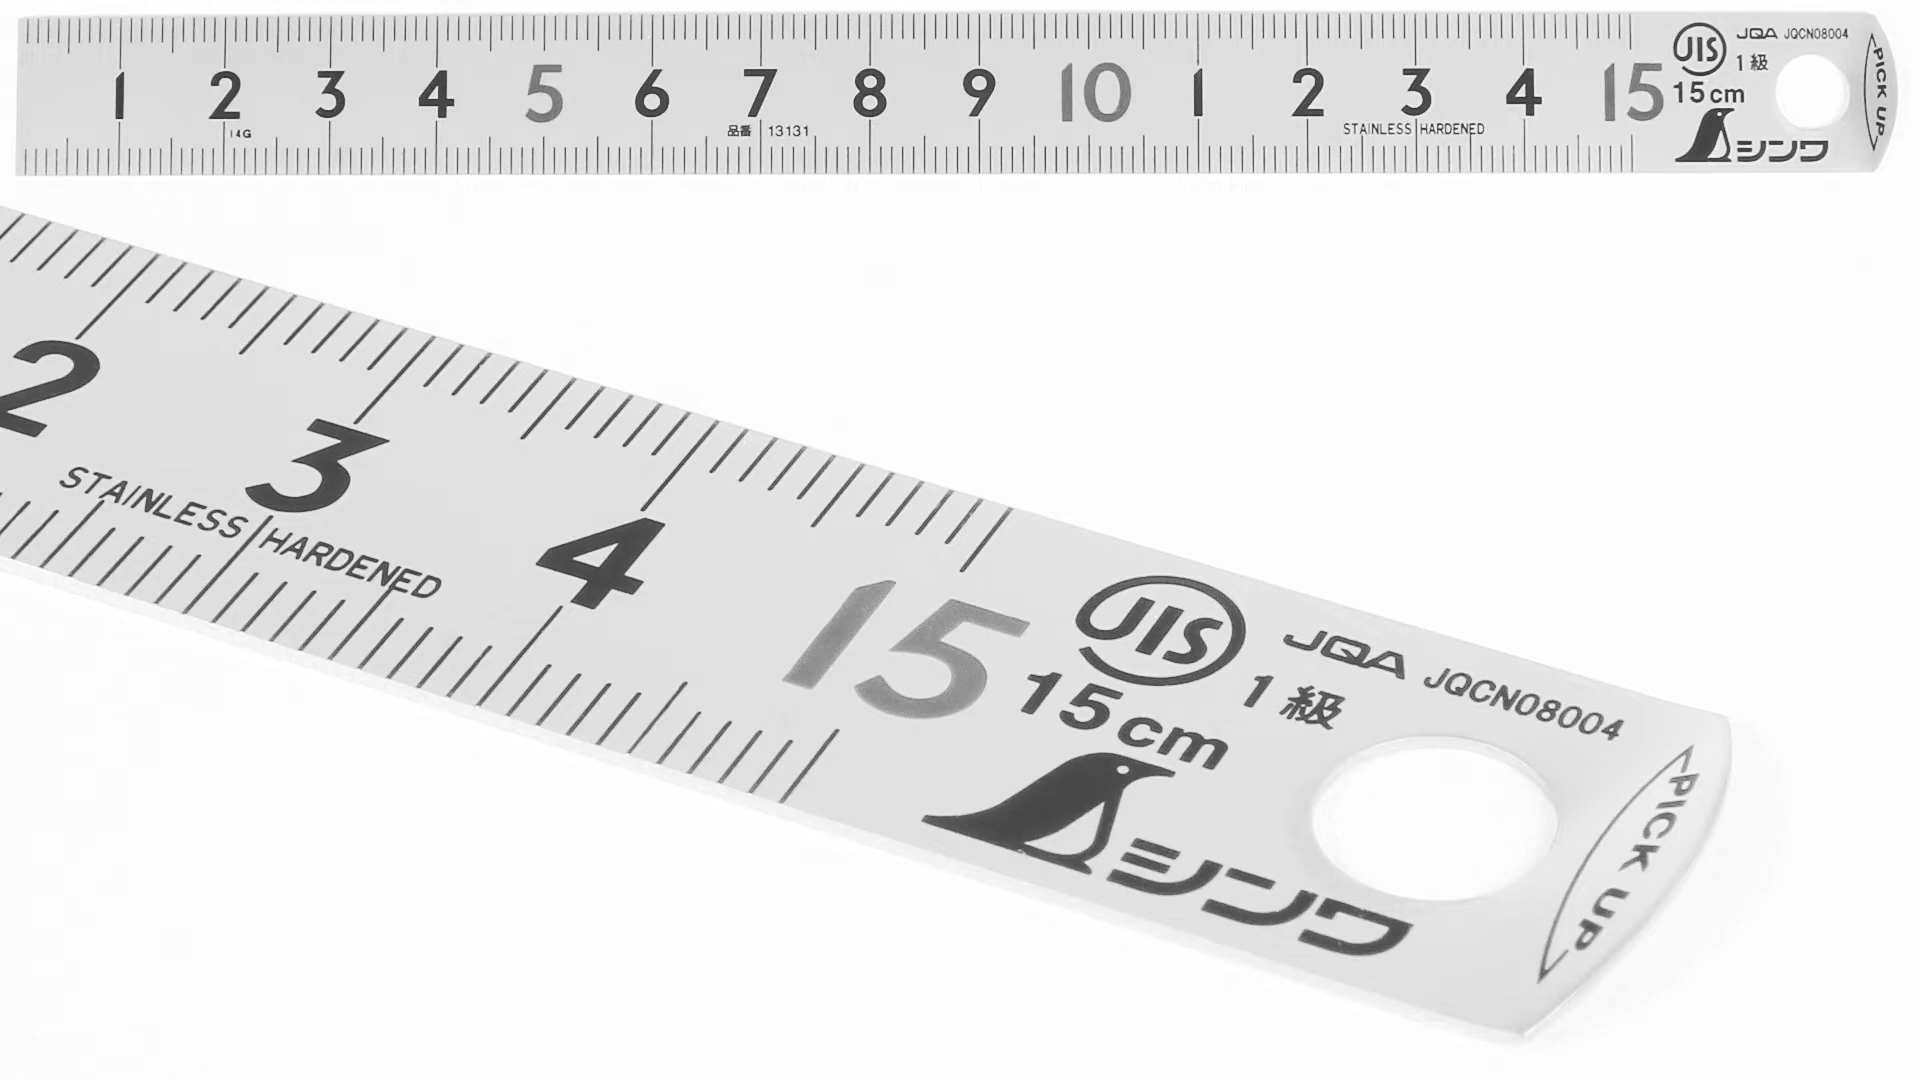 1 2 3 4 5 6 7 8 9 10 1 2 3 4 15
14G
品番 13131
STAINLESS HARDENED
JIS JQA JQCN08004
1級
15cm
シンワ
PICK UP
2 3 4 15
STAINLESS HARDENED
JIS JQA JQCN08004
1級
15cm
シンワ
PICK UP